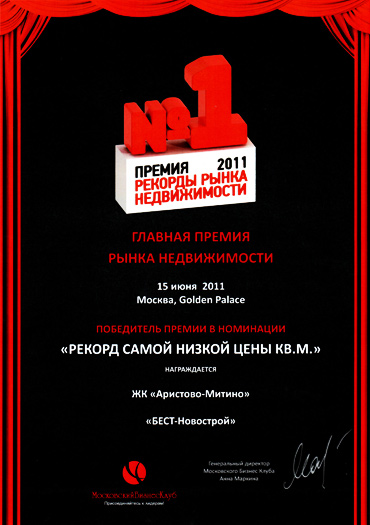 №1
ПРЕМИЯ 2011
РЕКОРДЫ РЫНКА
НЕДВИЖИМОСТИ
ГЛАВНАЯ ПРЕМИЯ
РЫНКА НЕДВИЖИМОСТИ
15 июня 2011
Москва, Golden Palace
ПОБЕДИТЕЛЬ ПРЕМИИ В НОМИНАЦИИ
«РЕКОРД САМОЙ НИЗКОЙ ЦЕНЫ КВ.М.»
НАГРАЖДАЕТСЯ
ЖК «Аристово-Митино»
«БЕСТ-Новострой»
Генеральный директор
Московского Бизнес Клуба
Анна Маркина
Московский Бизнес Клуб
Присоединяйтесь к лидерам!